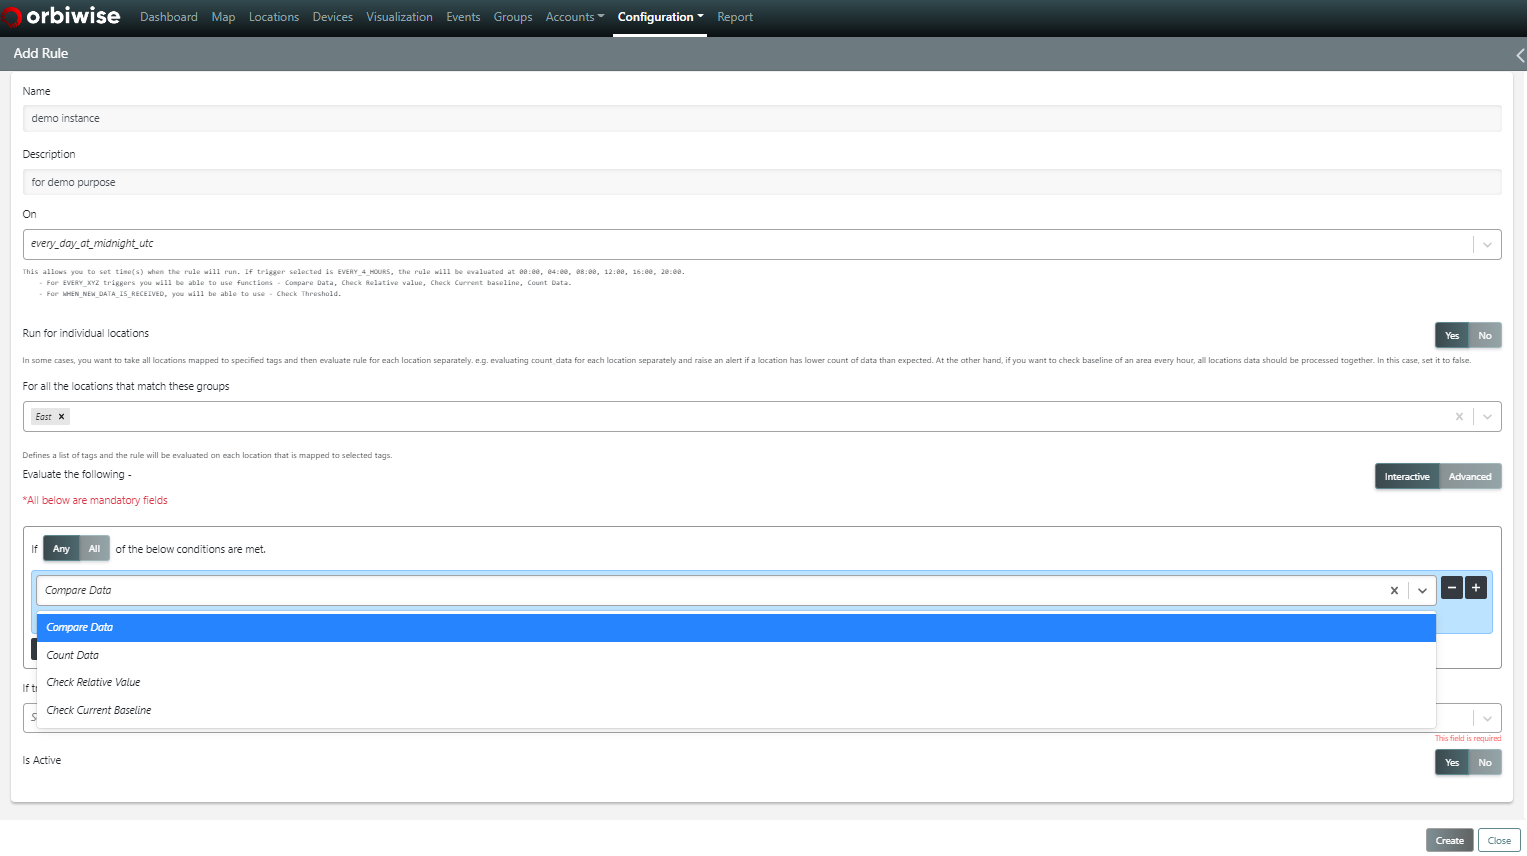 orbiwise Dashboard Map Locations Devices Visualization Events Groups Accounts Configuration Report
Add Rule
Name
demo instance
Description
for demo purpose
On
every_day_at_midnight_utc
This allows you to set time(s) when the rule will run. if trigger selected is EVERY_4_HOURS, the rule will be evaluated at 00:00, 04:00, 08:00, 12:00, 16:00, 20:00.
- For EVERY_XYZ triggers you will be able to use functions - Compare Data, Check Relative value, Check Current baseline, Count Data.
- For WHEN_NEW_DATA_IS_RECEIVED, you will be able to use - Check Threshold.
Run for individual locations
Yes No
In some cases, you want to take all locations mapped to specified tags and then evaluate rule for each location separately. e.g. evaluating count_data for each location separately and raise an alert if a location has lower count of data than expected. At the other hand, if you want to check baseline of an area every hour, all locations data should be processed together. In this case, set it to false.
For all the locations that match these groups
East
Defines a list of tags and the rule will be evaluated on each location that is mapped to selected tags.
Evaluate the following -
Interactive Advanced
*All below are mandatory fields
If Any All of the below conditions are met.
Compare Data
Compare Data
Count Data
Check Relative Value
Check Current Baseline
If
This field is required
Is Active
Yes No
Create Close